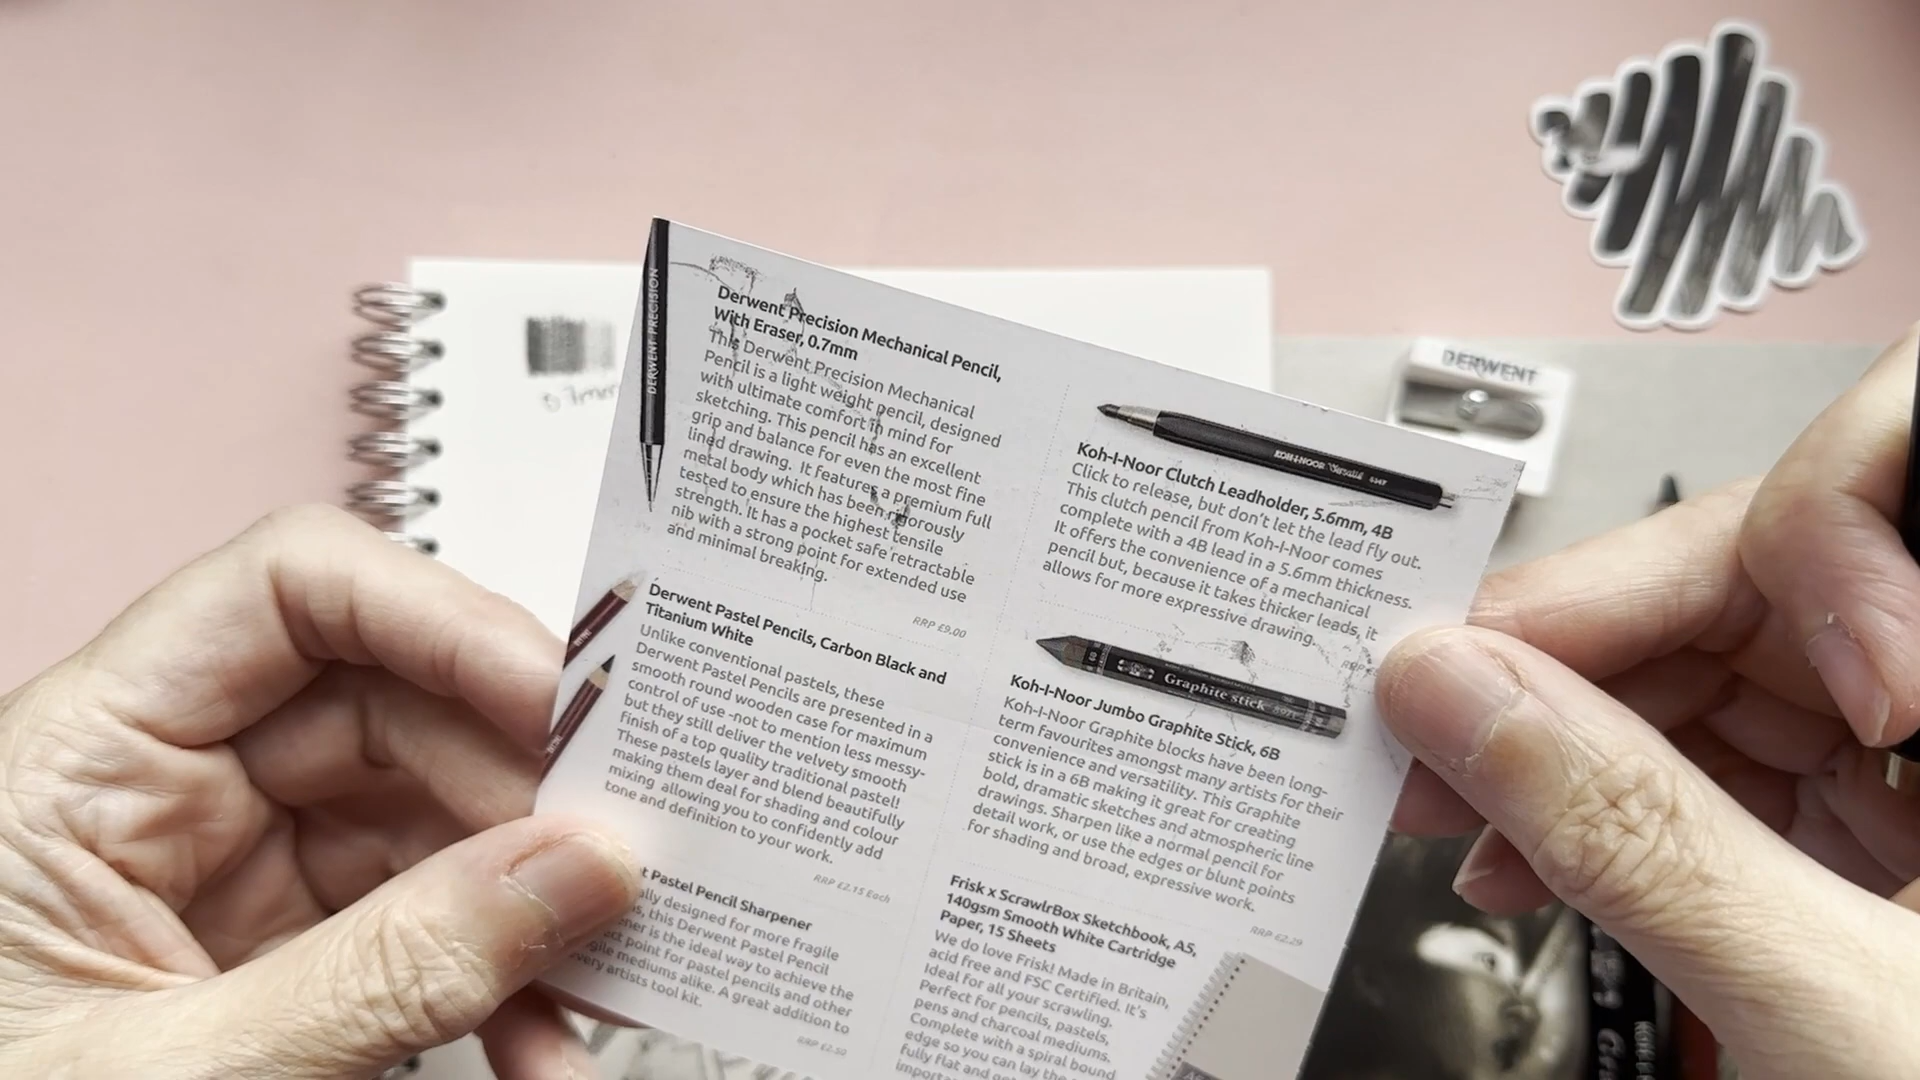 DERWENT
0.7mm
DERWENT PRECISION
Derwent Precision Mechanical Pencil,
With Eraser, 0.7mm
This Derwent Precision Mechanical
Pencil is a light weight pencil, designed
with ultimate comfort in mind for
sketching. This pencil has an excellent
grip and balance for even the most fine
lined drawing. It features a premium full
metal body which has been rigorously
tested to ensure the highest tensile
strength. It has a pocket safe retractable
nib with a strong point for extended use
and minimal breaking.
RRP £9.00
Derwent Pastel Pencils, Carbon Black and
Titanium White
Unlike conventional pastels, these
Derwent Pastel Pencils are presented in a
smooth round wooden case for maximum
control of use -not to mention less messy-
but they still deliver the velvety smooth
finish of a top quality traditional pastel!
These pastels layer and blend beautifully
making them deal for shading and colour
mixing allowing you to confidently add
tone and definition to your work.
RRP £2.15 Each
Pastel Pencil Sharpener
designed for more fragile
this Derwent Pastel Pencil
is the ideal way to achieve the
point for pastel pencils and other
mediums alike. A great addition to
artists tool kit.
RRP £2.50
KOH-I-NOOR Versatil 5347
Koh-I-Noor Clutch Leadholder, 5.6mm, 4B
Click to release, but don't let the lead fly out.
This clutch pencil from Koh-I-Noor comes
complete with a 4B lead in a 5.6mm thickness.
It offers the convenience of a mechanical
pencil but, because it takes thicker leads, it
allows for more expressive drawing.
RRP
Graphite stick 8971
Koh-I-Noor Jumbo Graphite Stick, 6B
Koh-I-Noor Graphite blocks have been long-
term favourites amongst many artists for their
convenience and versatility. This Graphite
stick is in a 6B making it great for creating
bold, dramatic sketches and atmospheric line
drawings. Sharpen like a normal pencil for
detail work, or use the edges or blunt points
for shading and broad, expressive work.
RRP £2.29
Frisk x ScrawlrBox Sketchbook, A5,
140gsm Smooth White Cartridge
Paper, 15 Sheets
We do love Frisk! Made in Britain,
acid free and FSC Certified. It's
Ideal for all your scrawling.
Perfect for pencils, pastels,
pens and charcoal mediums.
Complete with a spiral bound
edge so you can lay the
fully flat and